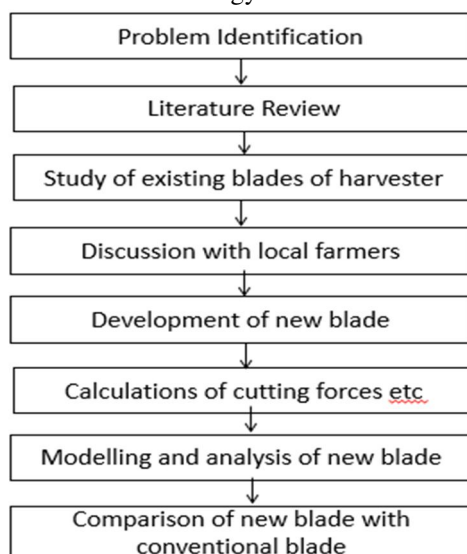 Problem Identification
Literature Review
Study of existing blades of harvester
Discussion with local farmers
Development of new blade
Calculations of cutting forces etc
Modelling and analysis of new blade
Comparison of new blade with
conventional blade